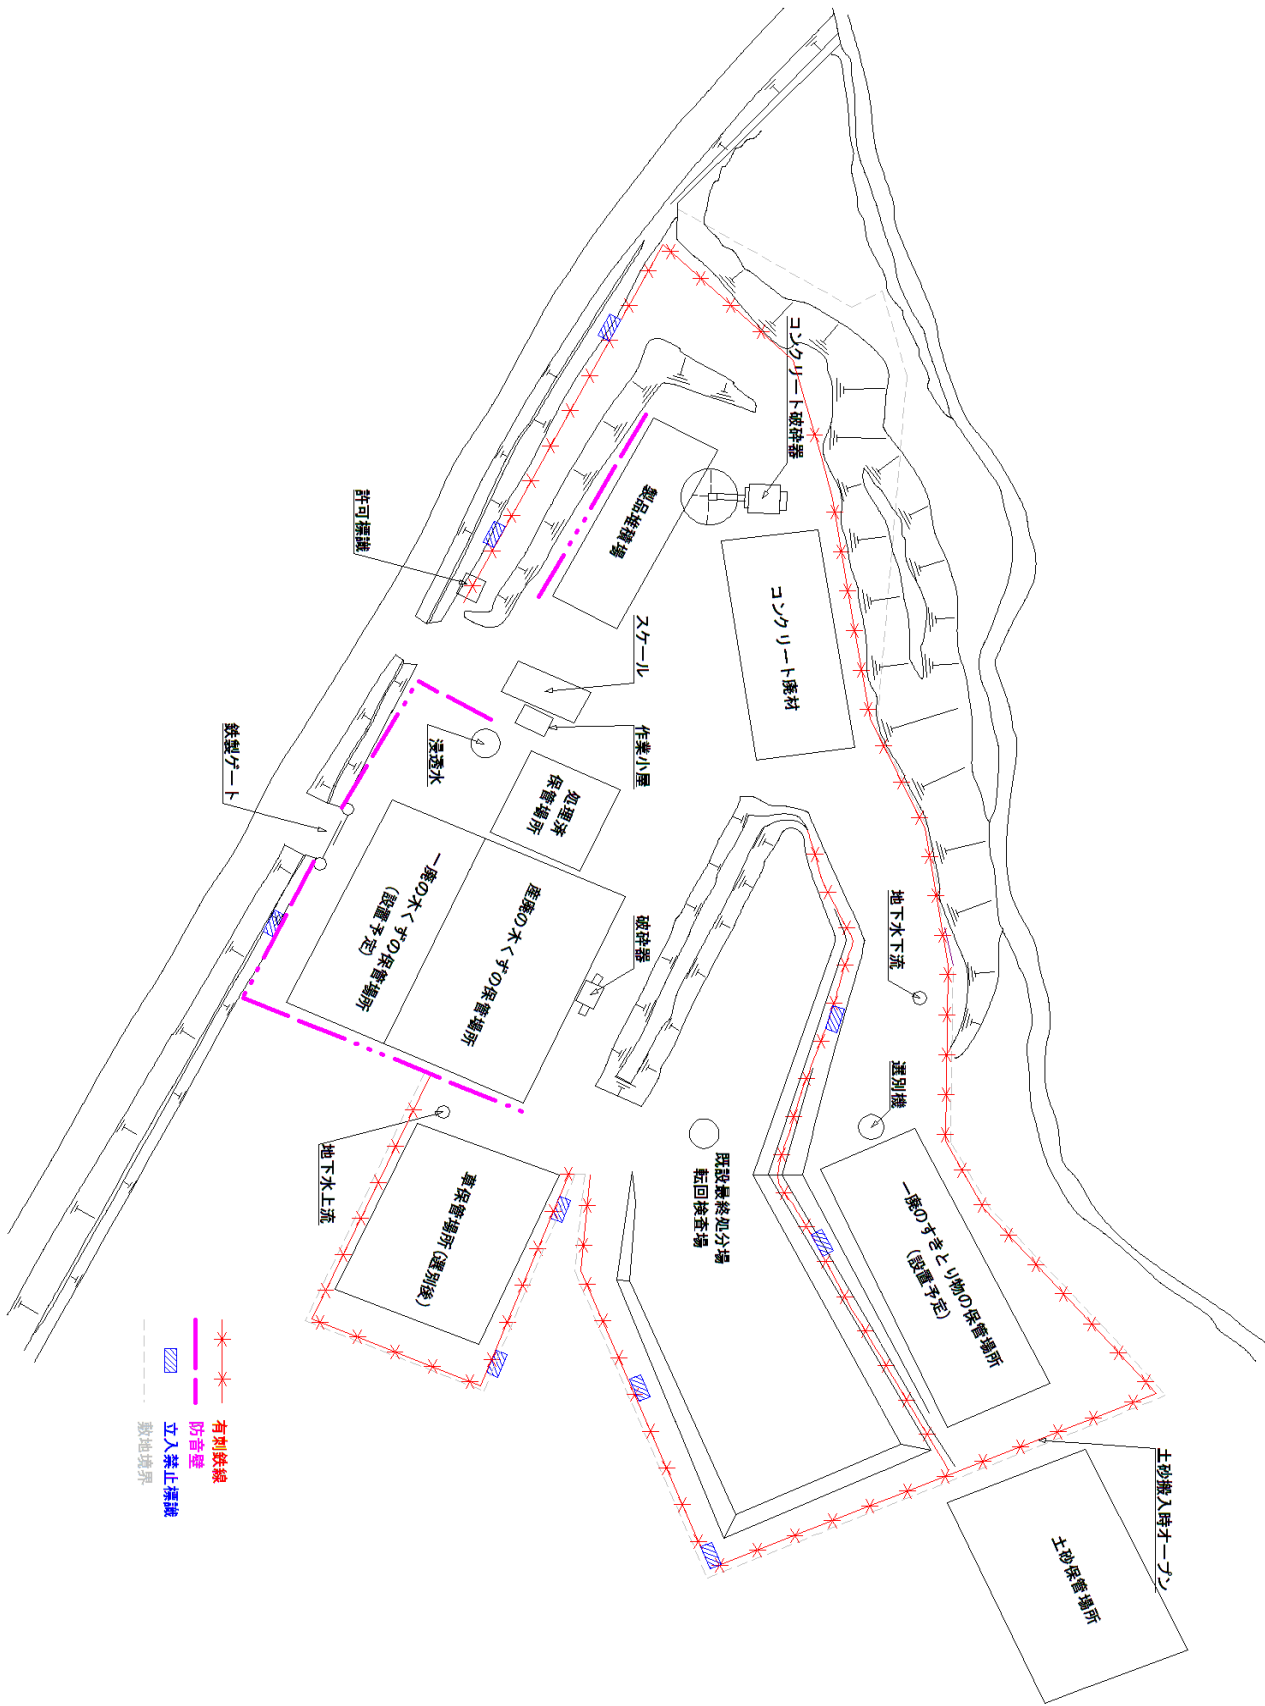 コンクリート破砕器
製品堆積場
許可標識
コンクリート廃材
スケール
作業小屋
浸透水
鉄製ゲート
処理済
保管場所
一廃の木くずの保管場所
(設置予定)
産廃の木くずの保管場所
破砕器
地下水下流
選別機
既設最終処分場
転回検査場
一廃のすきとり物の保管場所
(設置予定)
地下水上流
車保管場所(選別後)
土砂搬入時オープン
土砂保管場所
有刺鉄線
防音壁
立入禁止標識
敷地境界